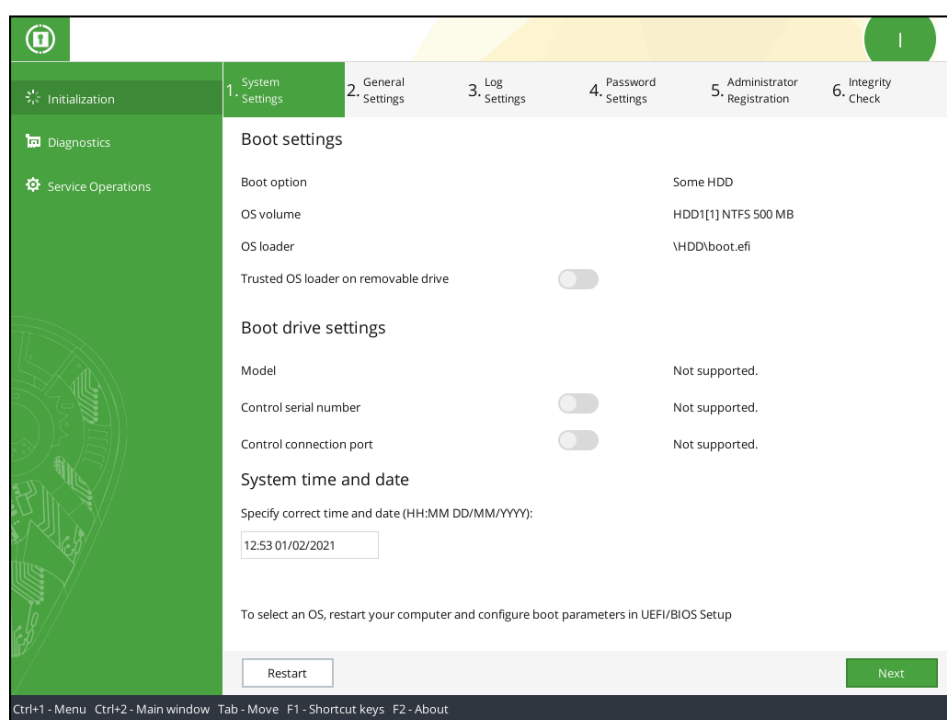 I
Initialization
Diagnostics
Service Operations
1. System Settings
2. General Settings
3. Log Settings
4. Password Settings
5. Administrator Registration
6. Integrity Check
Boot settings
Boot option Some HDD
OS volume HDD1[1] NTFS 500 MB
OS loader \HDD\boot.efi
Trusted OS loader on removable drive
Boot drive settings
Model Not supported.
Control serial number Not supported.
Control connection port Not supported.
System time and date
Specify correct time and date (HH:MM DD/MM/YYYY):
12:53 01/02/2021
To select an OS, restart your computer and configure boot parameters in UEFI/BIOS Setup
Restart Next
Ctrl+1 - Menu Ctrl+2 - Main window Tab - Move F1 - Shortcut keys F2 - About